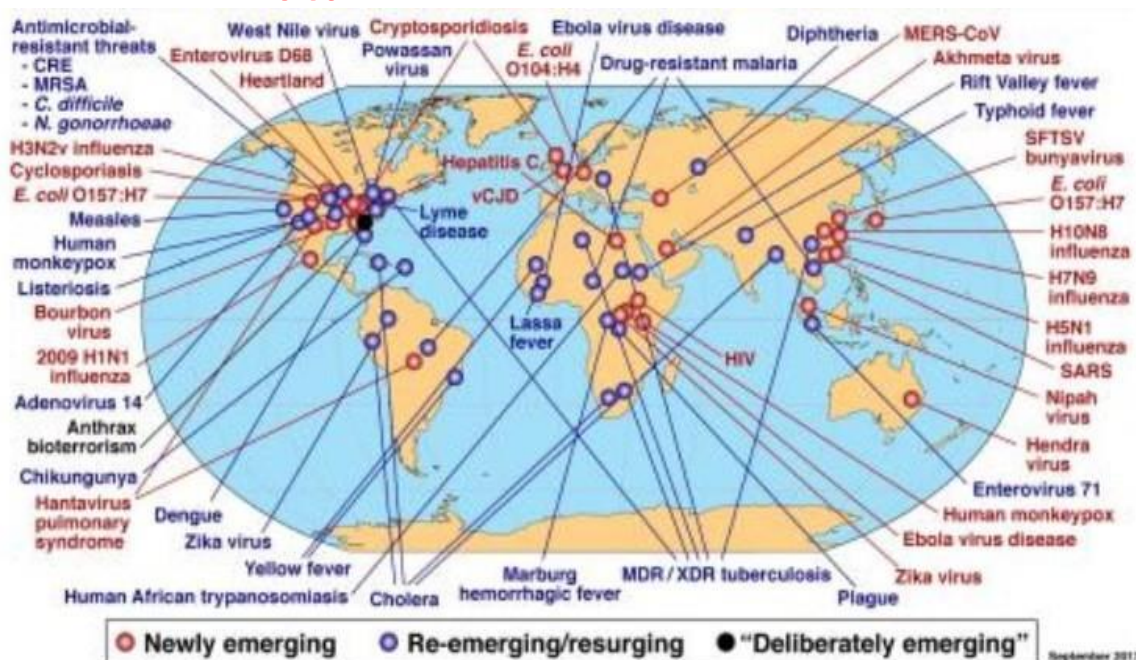 Antimicrobial-
resistant threats
- CRE
- MRSA
- C. difficile
- N. gonorrhoeae
West Nile virus
Enterovirus D68
Heartland
Cryptosporidiosis
Powassan
virus
E. coli
O104:H4
Ebola virus disease
Drug-resistant malaria
Diphtheria
MERS-CoV
Akhmeta virus
Rift Valley fever
Typhoid fever
SFTSV
bunyavirus
E. coli
O157:H7
H10N8
influenza
H7N9
influenza
H5N1
influenza
SARS
Nipah
virus
Hendra
virus
Enterovirus 71
Human monkeypox
Ebola virus disease
Zika virus
Plague
MDR / XDR tuberculosis
Marburg
hemorrhagic fever
Cholera
Human African trypanosomiasis
Yellow fever
Zika virus
Dengue
Hantavirus
pulmonary
syndrome
Chikungunya
Anthrax
bioterrorism
Adenovirus 14
2009 H1N1
influenza
Bourbon
virus
Listeriosis
Human
monkeypox
Measles
E. coli O157:H7
Cyclosporiasis
H3N2v influenza
Hepatitis C
vCJD
Lyme
disease
Lassa
fever
HIV
Newly emerging
Re-emerging/resurging
"Deliberately emerging"
September